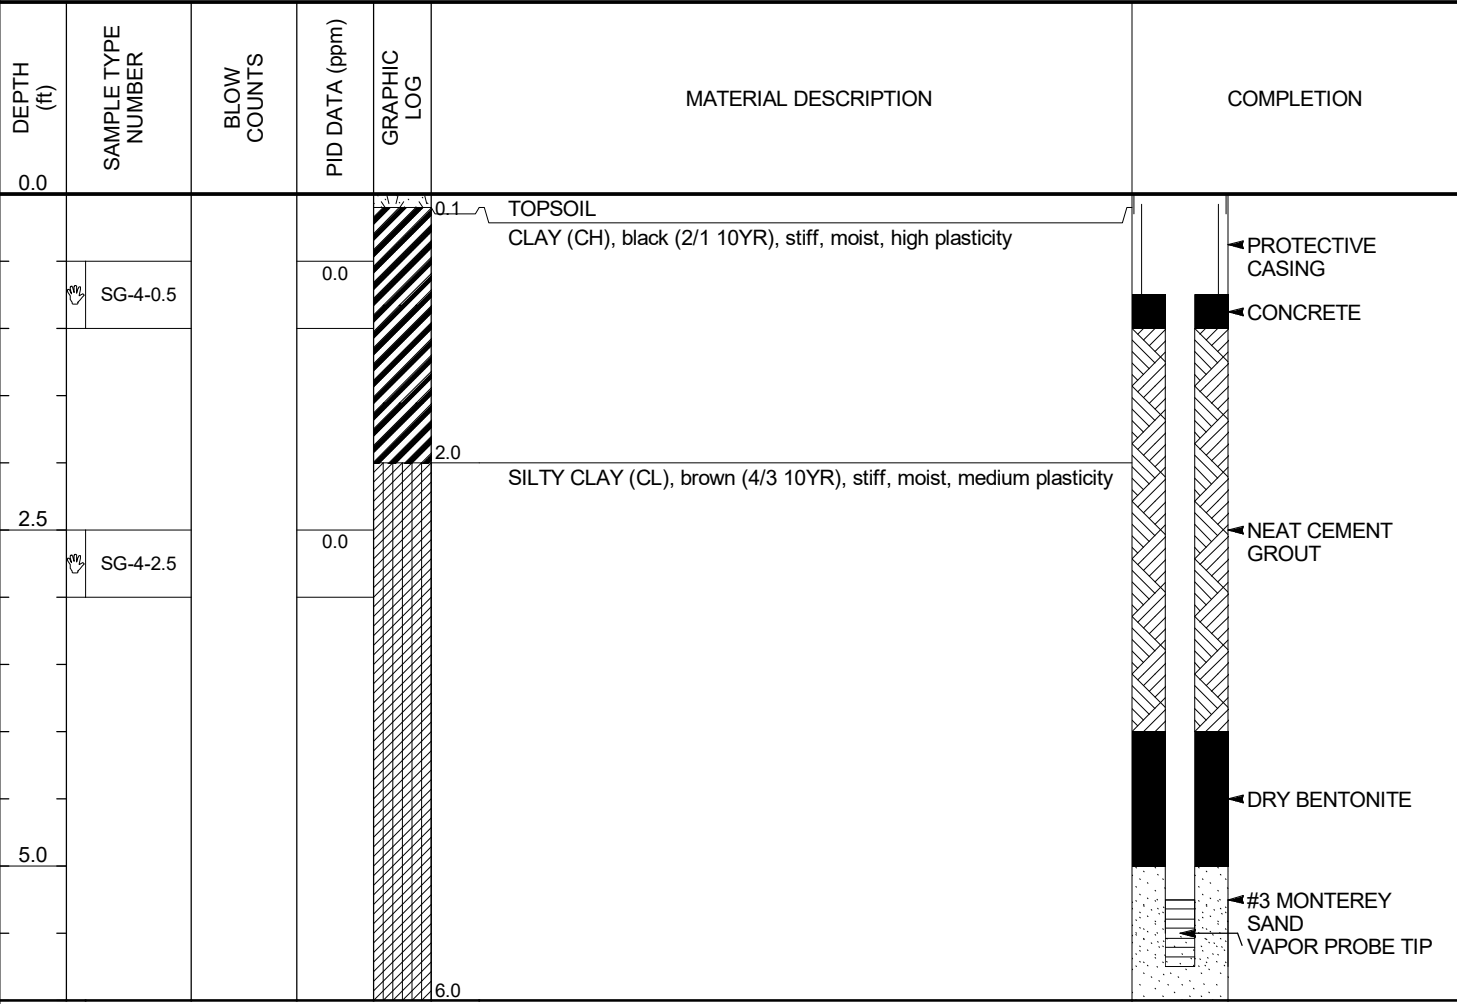 DEPTH
(ft)
SAMPLE TYPE
NUMBER
BLOW
COUNTS
PID DATA (ppm)
GRAPHIC
LOG
MATERIAL DESCRIPTION
COMPLETION
0.0
0.1 TOPSOIL
CLAY (CH), black (2/1 10YR), stiff, moist, high plasticity
PROTECTIVE
CASING
0.0
SG-4-0.5
CONCRETE
2.0
SILTY CLAY (CL), brown (4/3 10YR), stiff, moist, medium plasticity
2.5
0.0
SG-4-2.5
NEAT CEMENT
GROUT
DRY BENTONITE
5.0
#3 MONTEREY
SAND
VAPOR PROBE TIP
6.0